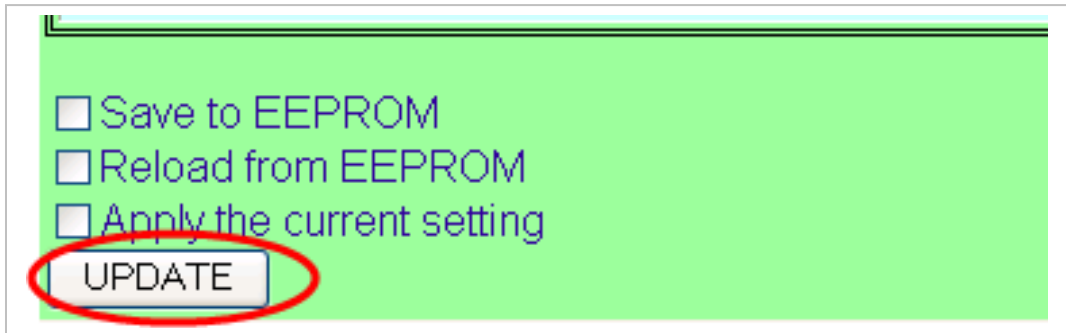 Save to EEPROM
Reload from EEPROM
Apply the current setting
UPDATE